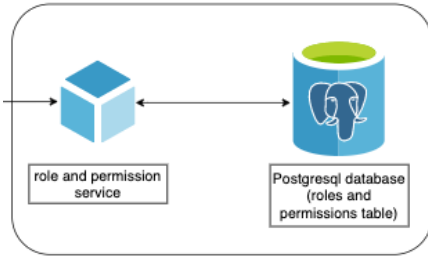 role and permission
service
Postgresql database
(roles and
permissions table)